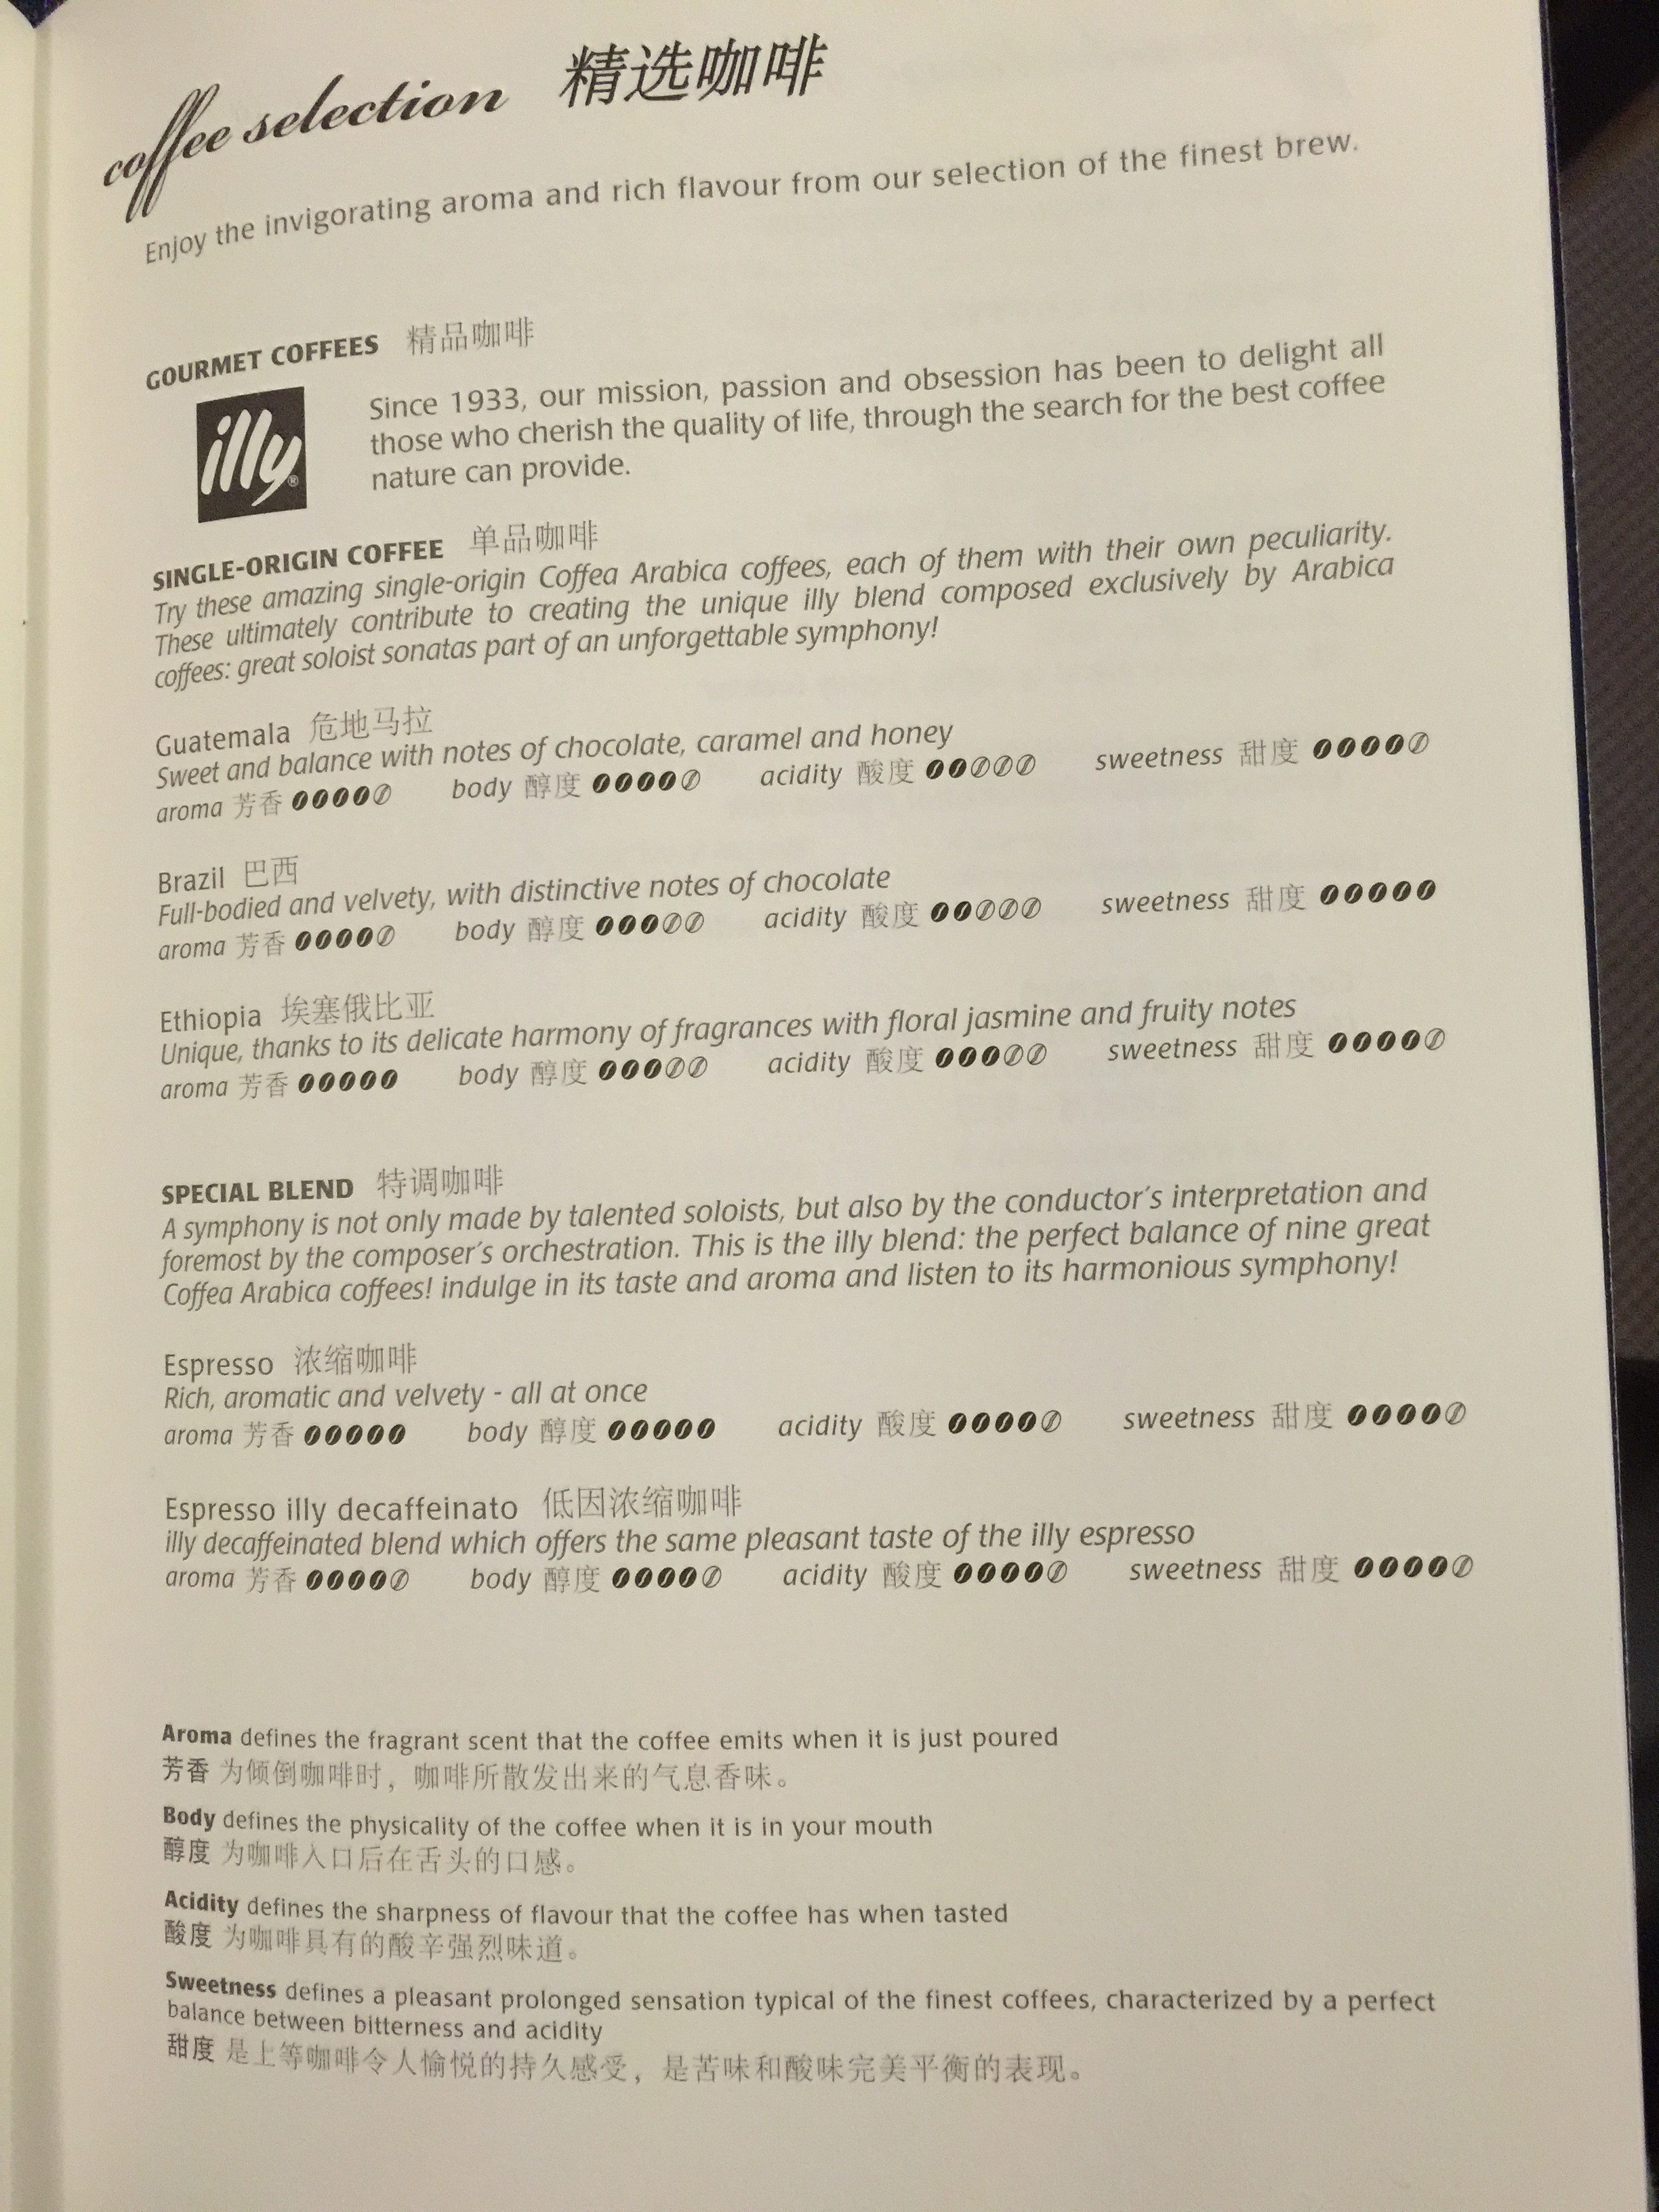 coffee selection 精选咖啡
Enjoy the invigorating aroma and rich flavour from our selection of the finest brew.
GOURMET COFFEES 精品咖啡
illy®
Since 1933, our mission, passion and obsession has been to delight all
those who cherish the quality of life, through the search for the best coffee
nature can provide.
SINGLE-ORIGIN COFFEE 单品咖啡
Try these amazing single-origin Coffea Arabica coffees, each of them with their own peculiarity.
These ultimately contribute to creating the unique illy blend composed exclusively by Arabica
coffees: great soloist sonatas part of an unforgettable symphony!
Guatemala 危地马拉
Sweet and balance with notes of chocolate, caramel and honey
aroma 芳香 body 醇度 acidity 酸度 sweetness 甜度
Brazil 巴西
Full-bodied and velvety, with distinctive notes of chocolate
aroma 芳香 body 醇度 acidity 酸度 sweetness 甜度
Ethiopia 埃塞俄比亚
Unique, thanks to its delicate harmony of fragrances with floral jasmine and fruity notes
aroma 芳香 body 醇度 acidity 酸度 sweetness 甜度
SPECIAL BLEND 特调咖啡
A symphony is not only made by talented soloists, but also by the conductor's interpretation and
foremost by the composer's orchestration. This is the illy blend: the perfect balance of nine great
Coffea Arabica coffees! indulge in its taste and aroma and listen to its harmonious symphony!
Espresso 浓缩咖啡
Rich, aromatic and velvety - all at once
aroma 芳香 body 醇度 acidity 酸度 sweetness 甜度
Espresso illy decaffeinato 低因浓缩咖啡
illy decaffeinated blend which offers the same pleasant taste of the illy espresso
aroma 芳香 body 醇度 acidity 酸度 sweetness 甜度
Aroma defines the fragrant scent that the coffee emits when it is just poured
芳香 为倾倒咖啡时，咖啡所散发出来的气息香味。
Body defines the physicality of the coffee when it is in your mouth
醇度 为咖啡入口后在舌头的口感。
Acidity defines the sharpness of flavour that the coffee has when tasted
酸度 为咖啡具有的酸辛强烈味道。
Sweetness defines a pleasant prolonged sensation typical of the finest coffees, characterized by a perfect
balance between bitterness and acidity
甜度 是上等咖啡令人愉悦的持久感受，是苦味和酸味完美平衡的表现。